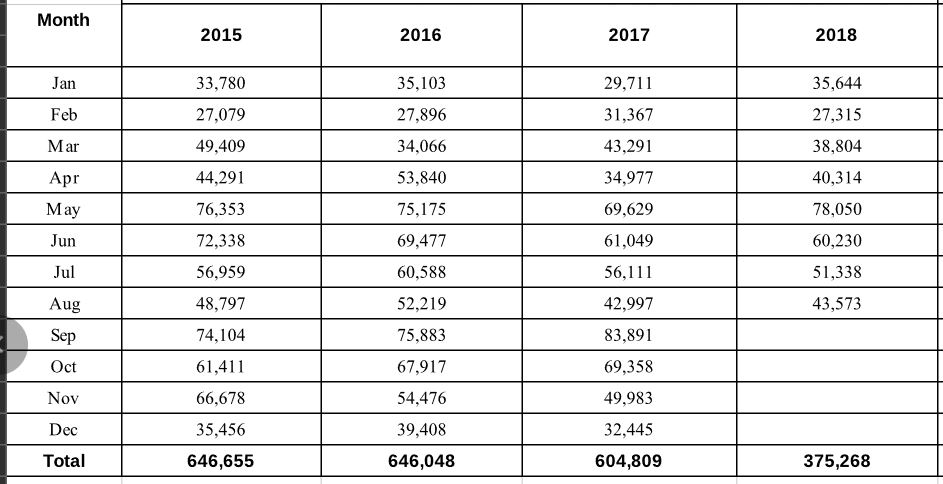 Month 2015 2016 2017 2018
Jan 33,780 35,103 29,711 35,644
Feb 27,079 27,896 31,367 27,315
Mar 49,409 34,066 43,291 38,804
Apr 44,291 53,840 34,977 40,314
May 76,353 75,175 69,629 78,050
Jun 72,338 69,477 61,049 60,230
Jul 56,959 60,588 56,111 51,338
Aug 48,797 52,219 42,997 43,573
Sep 74,104 75,883 83,891
Oct 61,411 67,917 69,358
Nov 66,678 54,476 49,983
Dec 35,456 39,408 32,445
Total 646,655 646,048 604,809 375,268